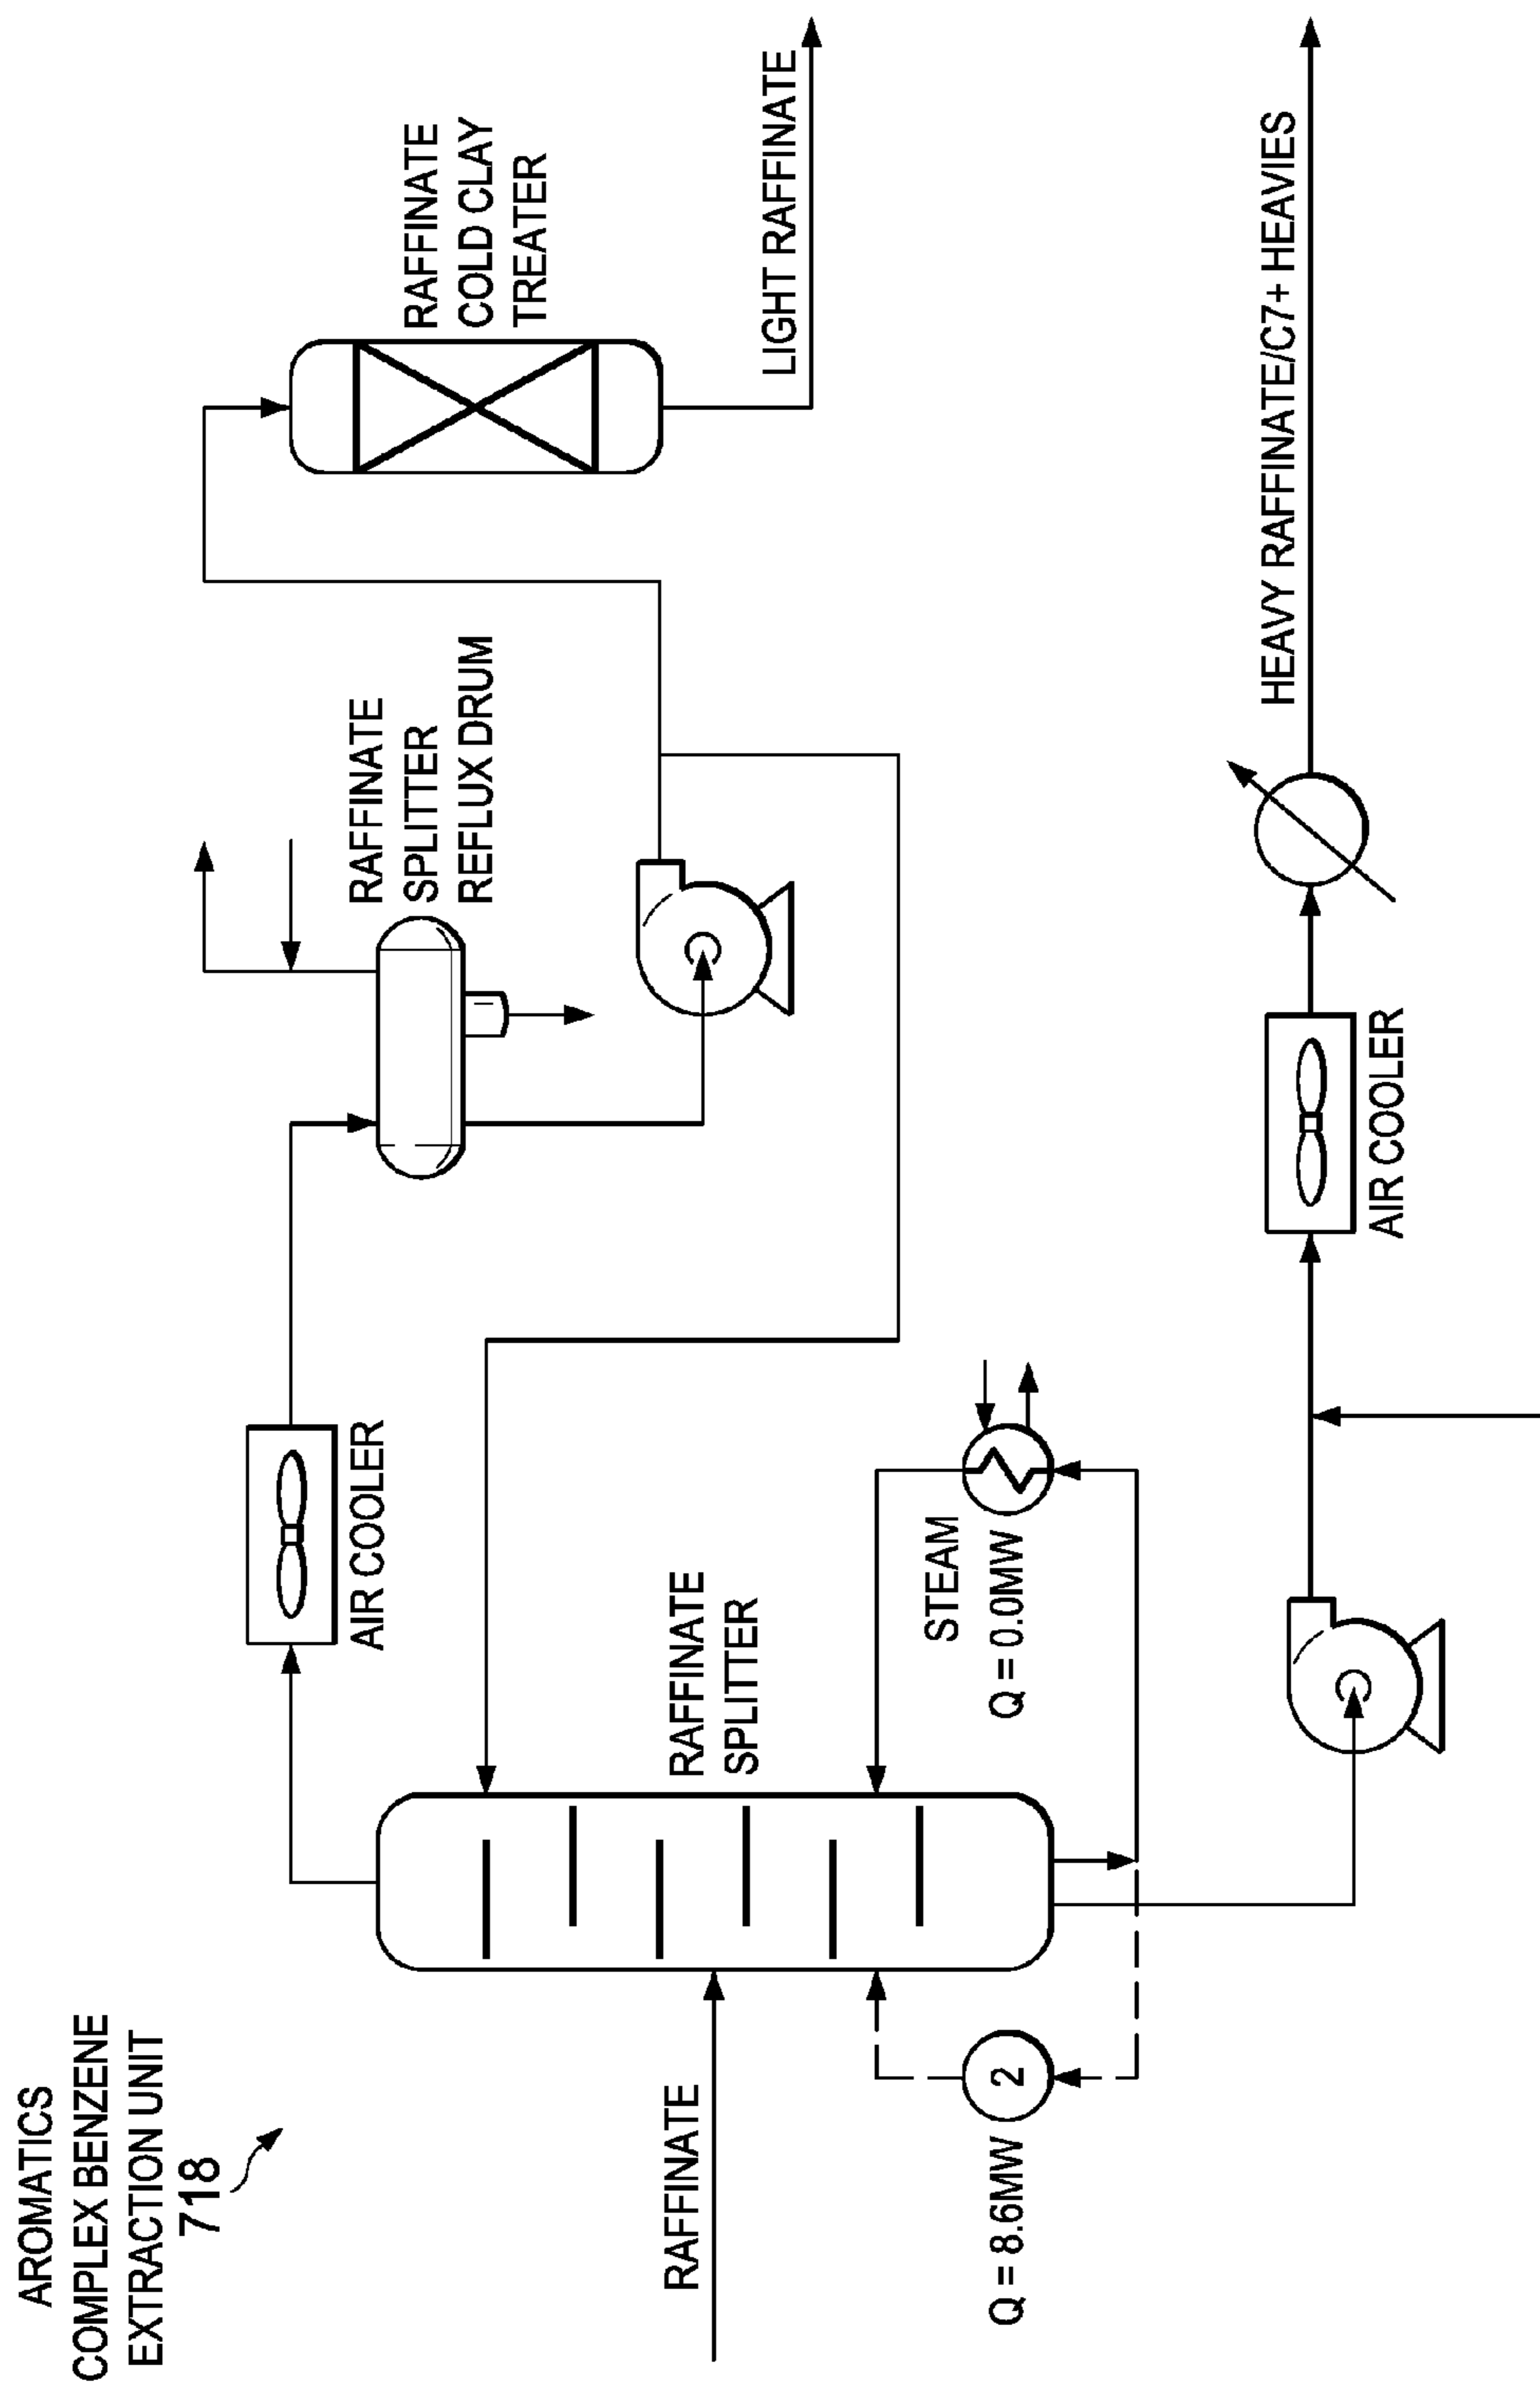 AROMATICS
COMPLEX BENZENE
EXTRACTION UNIT
718
AIR COOLER
RAFFINATE
SPLITTER
REFLUX DRUM
RAFFINATE
COLD CLAY
TREATER
LIGHT RAFFINATE
RAFFINATE
SPLITTER
RAFFINATE
STEAM
Q = 0.0MW
2
Q = 8.6MW
AIR COOLER
HEAVY RAFFINATE/C7+ HEAVIES